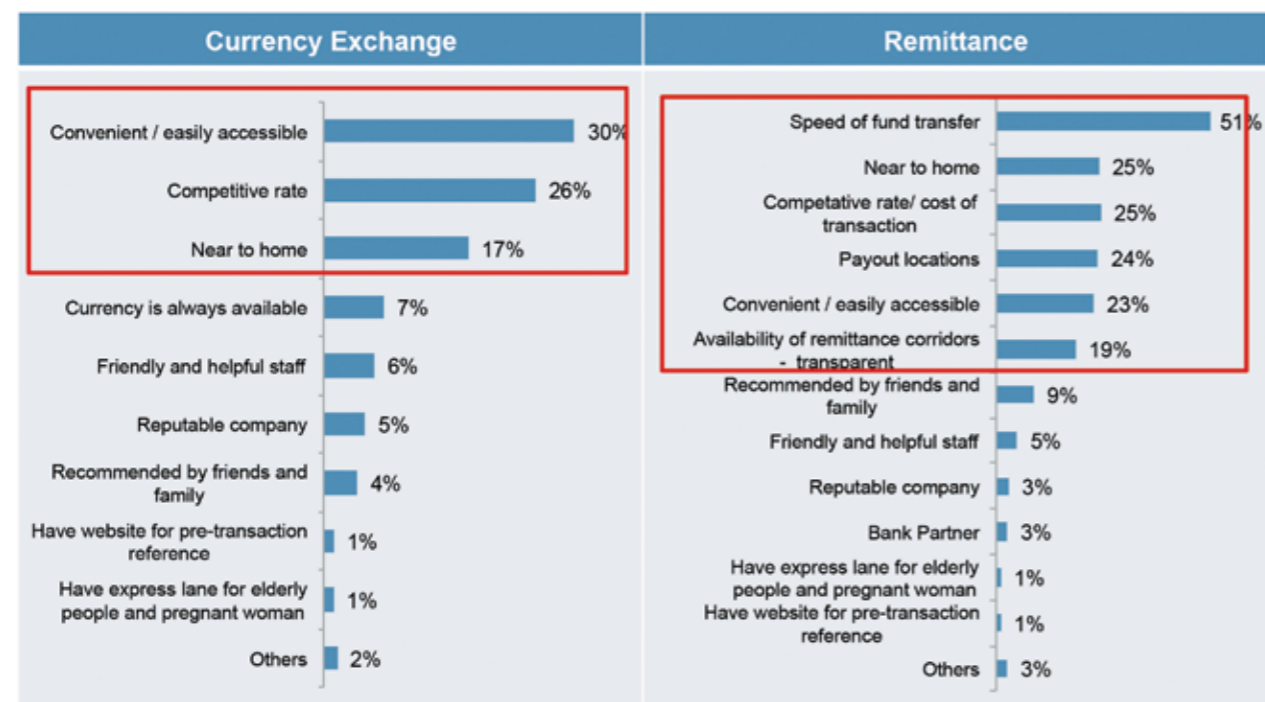 Currency Exchange
Convenient / easily accessible
30%
Competitive rate
26%
Near to home
17%
Currency is always available
7%
Friendly and helpful staff
6%
Reputable company
5%
Recommended by friends and
family
4%
Have website for pre-transaction
reference
1%
Have express lane for elderly
people and pregnant woman
1%
Others
2%
Remittance
Speed of fund transfer
51%
Near to home
25%
Competative rate/ cost of
transaction
25%
Payout locations
24%
Convenient / easily accessible
23%
Availability of remittance corridors
- transparent
19%
Recommended by friends and
family
9%
Friendly and helpful staff
5%
Reputable company
3%
Bank Partner
3%
Have express lane for elderly
people and pregnant woman
1%
Have website for pre-transaction
reference
1%
Others
3%